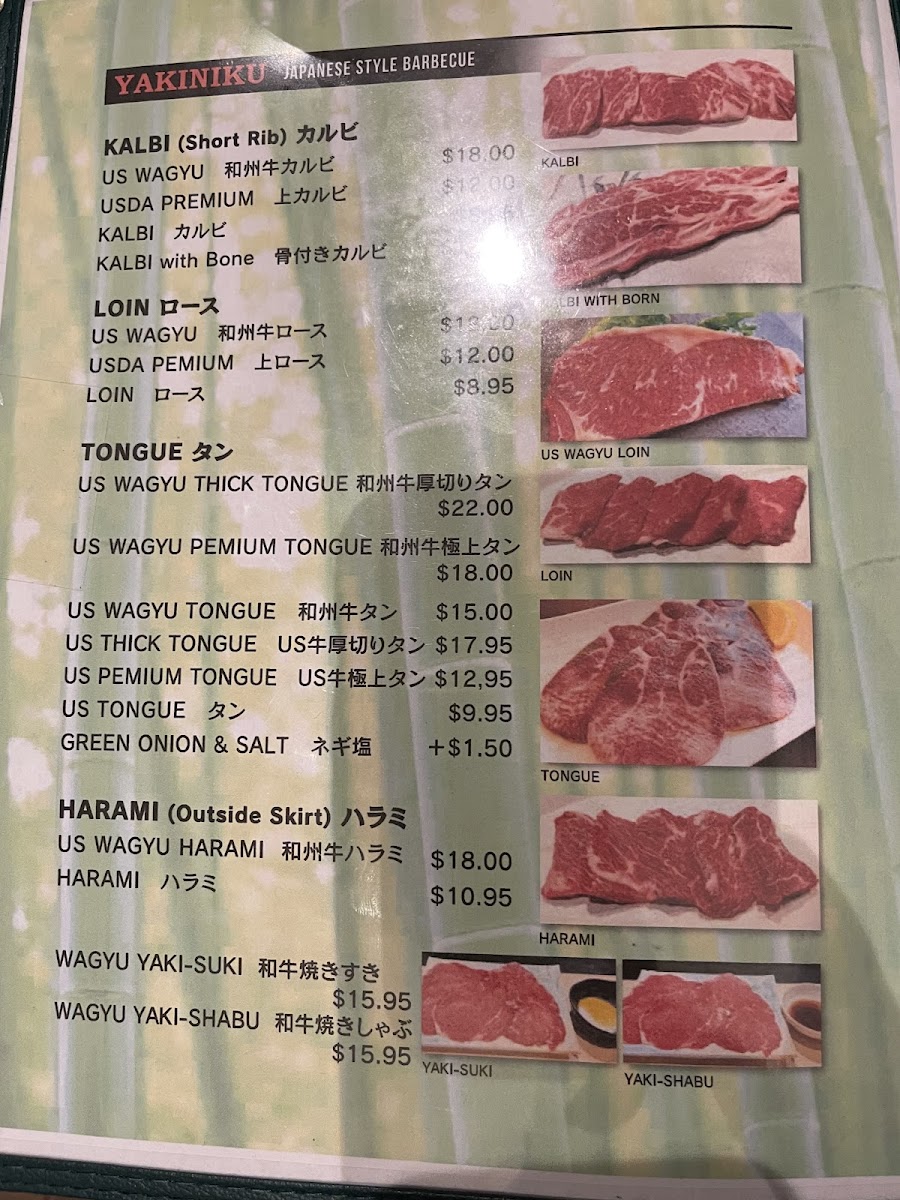 YAKINIKU JAPANESE STYLE BARBECUE
KALBI (Short Rib) カルビ
US WAGYU 和州牛カルビ $18.00
USDA PREMIUM 上カルビ $12.00
KALBI カルビ
KALBI with Bone 骨付きカルビ
LOIN ロース
US WAGYU 和州牛ロース
USDA PEMIUM 上ロース $12.00
LOIN ロース $8.95
TONGUE タン
US WAGYU THICK TONGUE 和州牛厚切りタン
$22.00
US WAGYU PEMIUM TONGUE 和州牛極上タン
$18.00
US WAGYU TONGUE 和州牛タン $15.00
US THICK TONGUE US牛厚切りタン $17.95
US PEMIUM TONGUE US牛極上タン $12,95
US TONGUE タン $9.95
GREEN ONION & SALT ネギ塩 +$1.50
HARAMI (Outside Skirt) ハラミ
US WAGYU HARAMI 和州牛ハラミ $18.00
HARAMI ハラミ $10.95
WAGYU YAKI-SUKI 和牛焼きすき
$15.95
WAGYU YAKI-SHABU 和牛焼きしゃぶ
$15.95
KALBI
WITH BORN
US WAGYU LOIN
LOIN
TONGUE
HARAMI
YAKI-SUKI
YAKI-SHABU